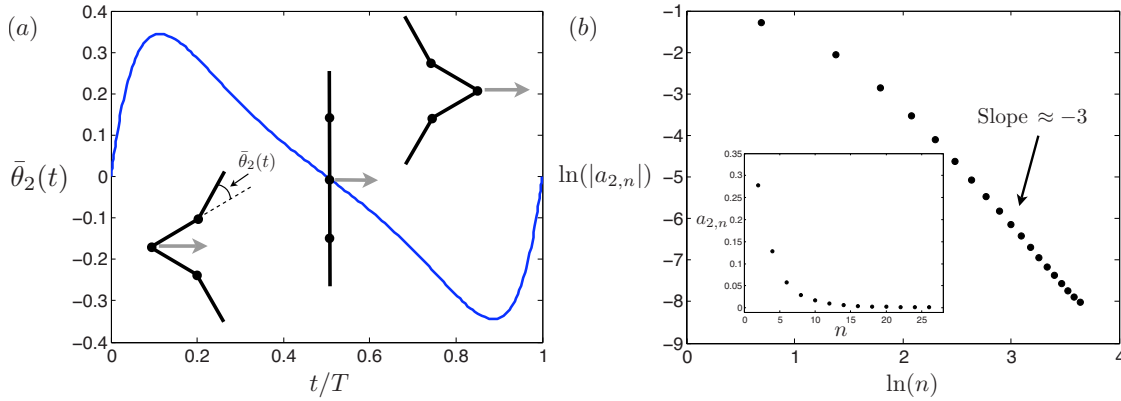 (a)
0.4
0.3
0.2
0.1
0
−0.1
−0.2
−0.3
−0.4
θ̄₂(t)
θ̄₂(t)
0 0.2 0.4 0.6 0.8 1
t/T
(b)
−1
−2
−3
−4
−5
−6
−7
−8
−9
ln(|a₂,ₙ|)
Slope ≈ −3
0.35
0.3
0.25
0.2
0.15
0.1
0.05
0
a₂,ₙ
0 5 10 15 20 25
n
0 1 2 3 4
ln(n)